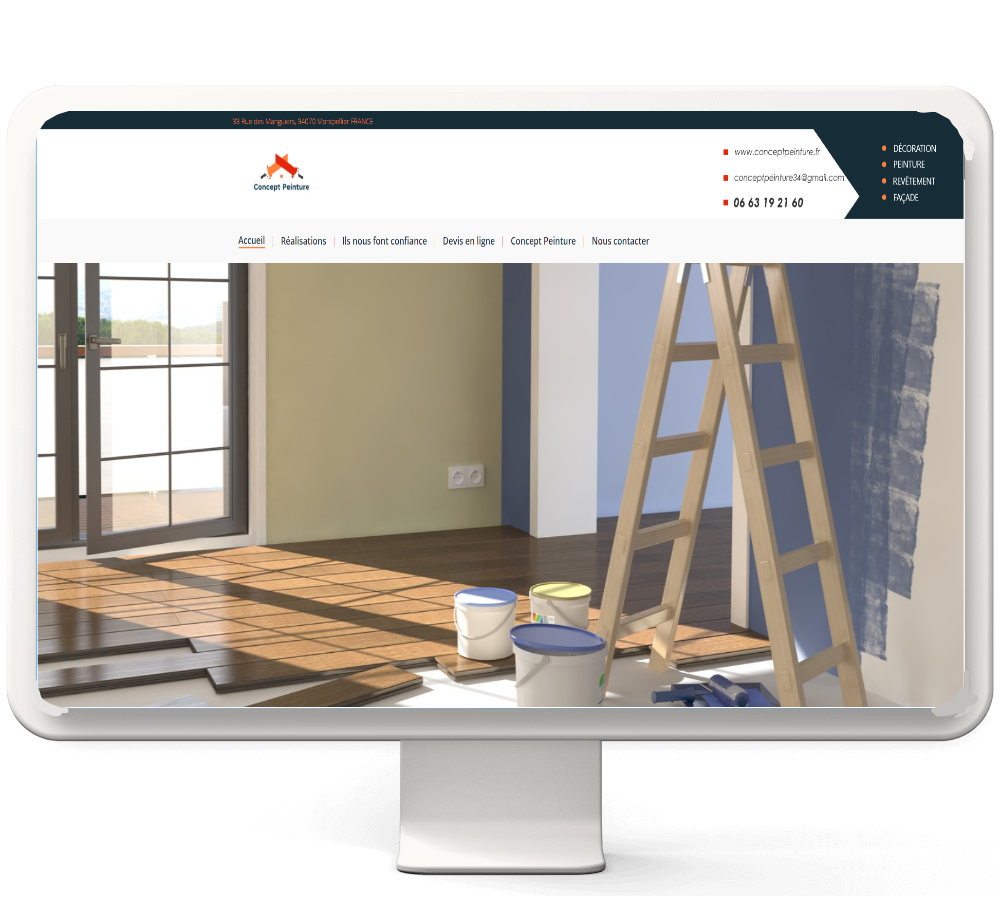 33 Rue des Manguiers, 34070 Montpellier FRANCE
Concept Peinture
www.conceptpeinture.fr
conceptpeinture34@gmail.com
06 63 19 21 60
DÉCORATION
PEINTURE
REVÊTEMENT
FAÇADE
Accueil | Réalisations | Ils nous font confiance | Devis en ligne | Concept Peinture | Nous contacter